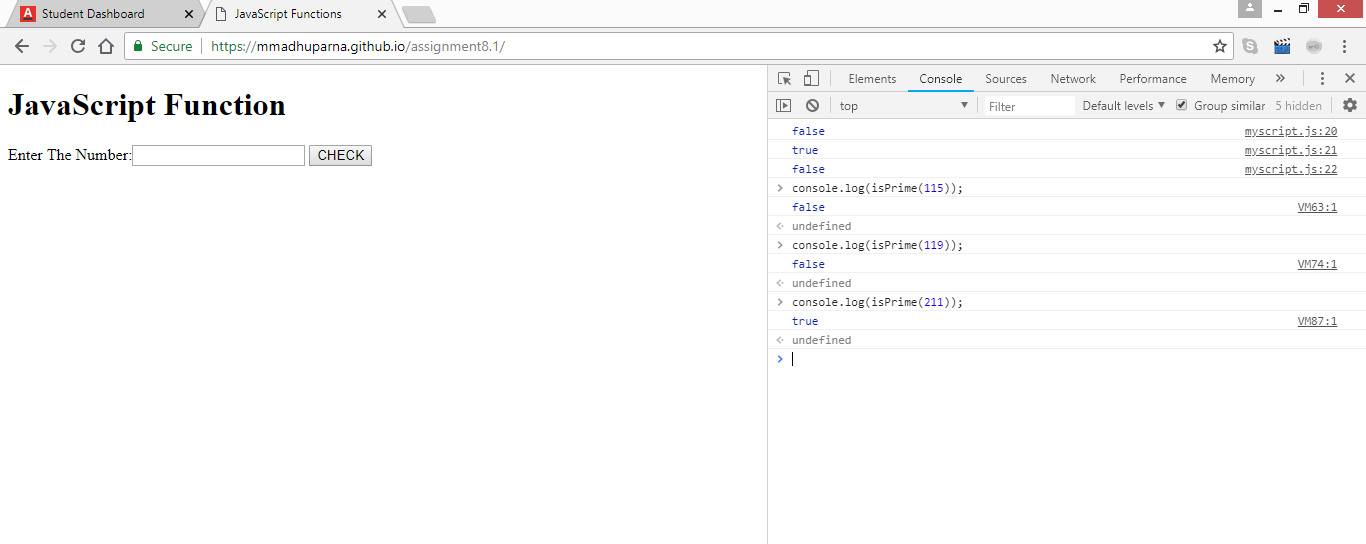 A Student Dashboard JavaScript Functions
Secure https://mmadhuparna.github.io/assignment8.1/
Elements Console Sources Network Performance Memory »
top Filter Default levels Group similar 5 hidden
JavaScript Function
Enter The Number: CHECK
false myscript.js:20
true myscript.js:21
false myscript.js:22
> console.log(isPrime(115));
false VM63:1
undefined
> console.log(isPrime(119));
false VM74:1
undefined
> console.log(isPrime(211));
true VM87:1
undefined
>